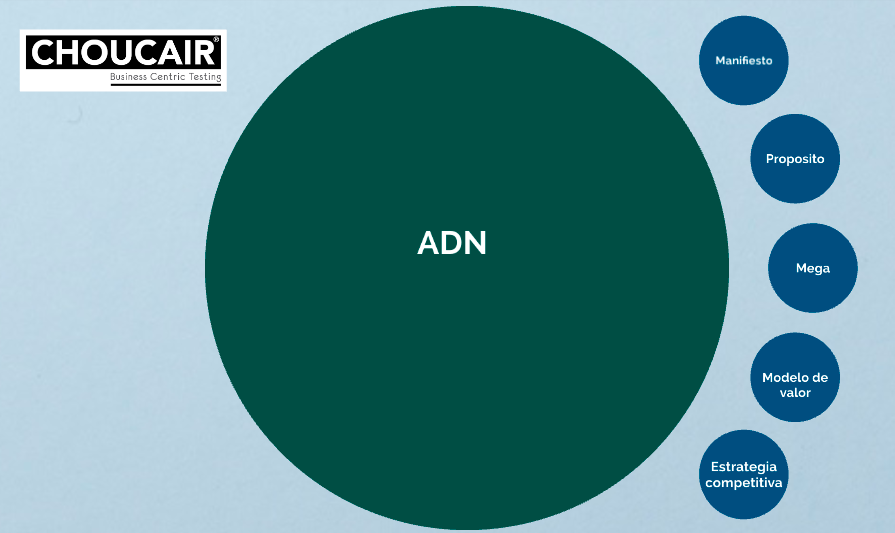 CHOUCAIR®
Business Centric Testing
ADN
Manifiesto
Proposito
Mega
Modelo de
valor
Estrategia
competitiva